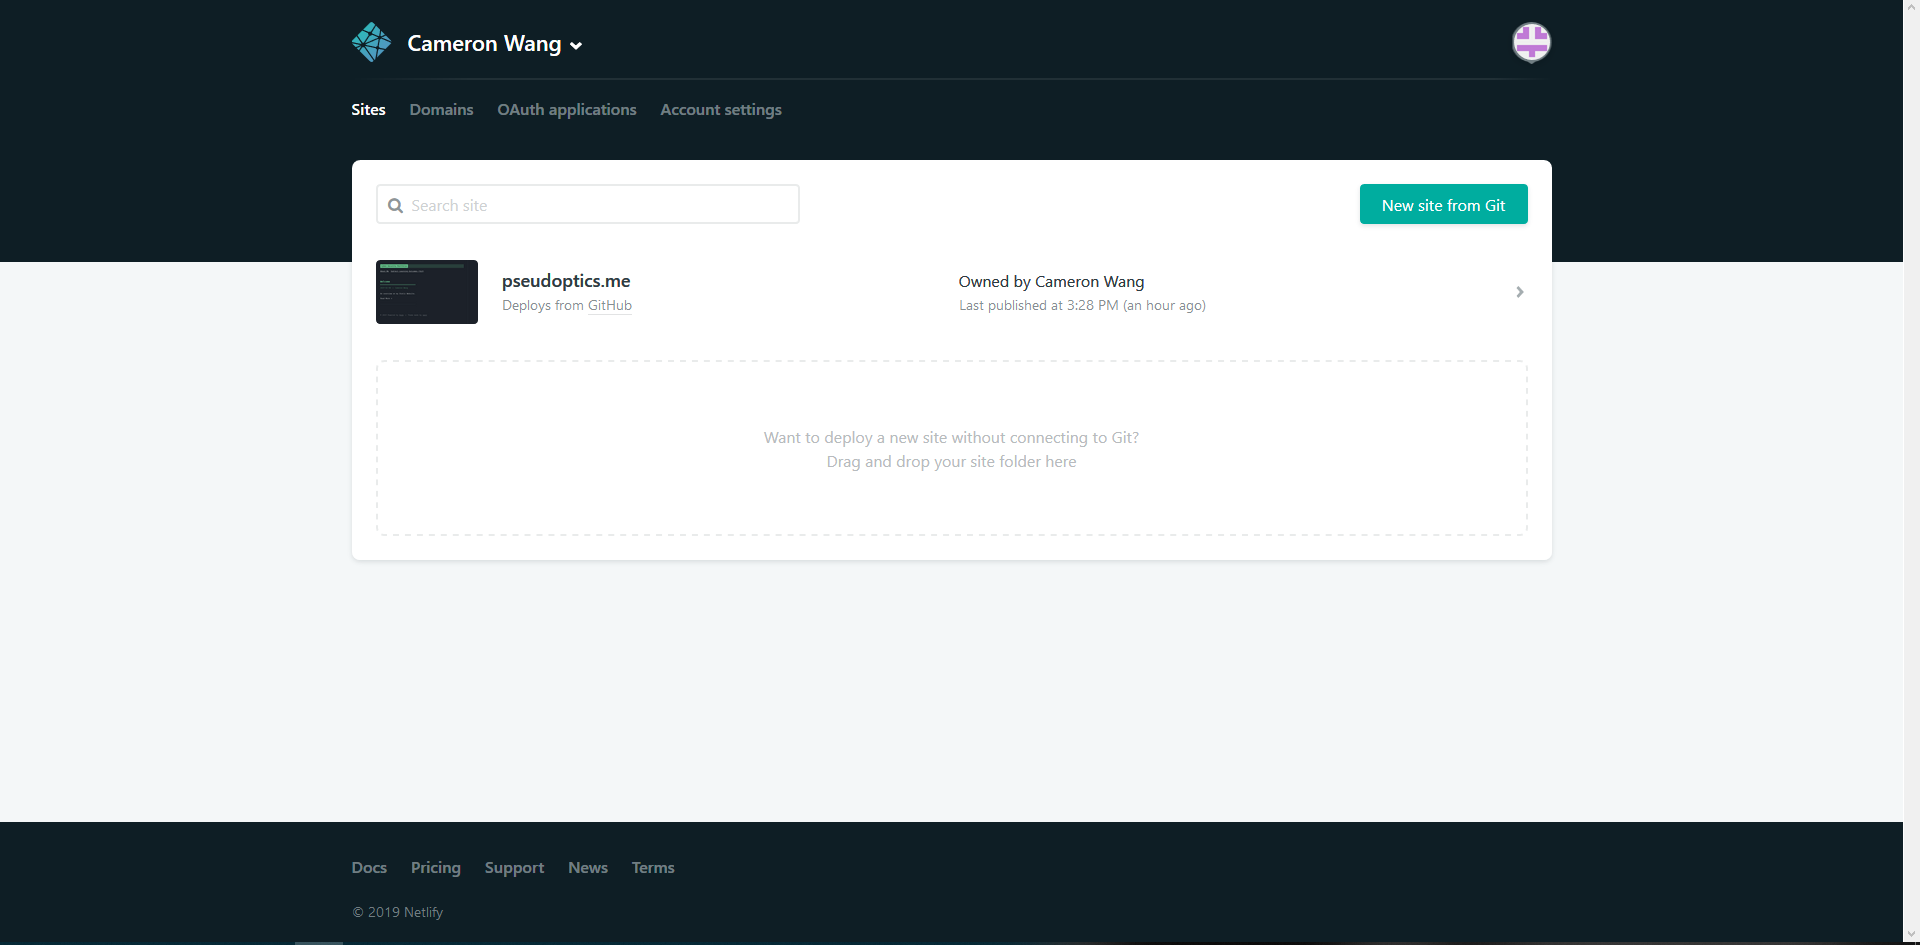 Cameron Wang
Sites Domains OAuth applications Account settings
Search site
New site from Git
pseudoptics.me
Deploys from GitHub
Owned by Cameron Wang
Last published at 3:28 PM (an hour ago)
Want to deploy a new site without connecting to Git?
Drag and drop your site folder here
Docs Pricing Support News Terms
© 2019 Netlify